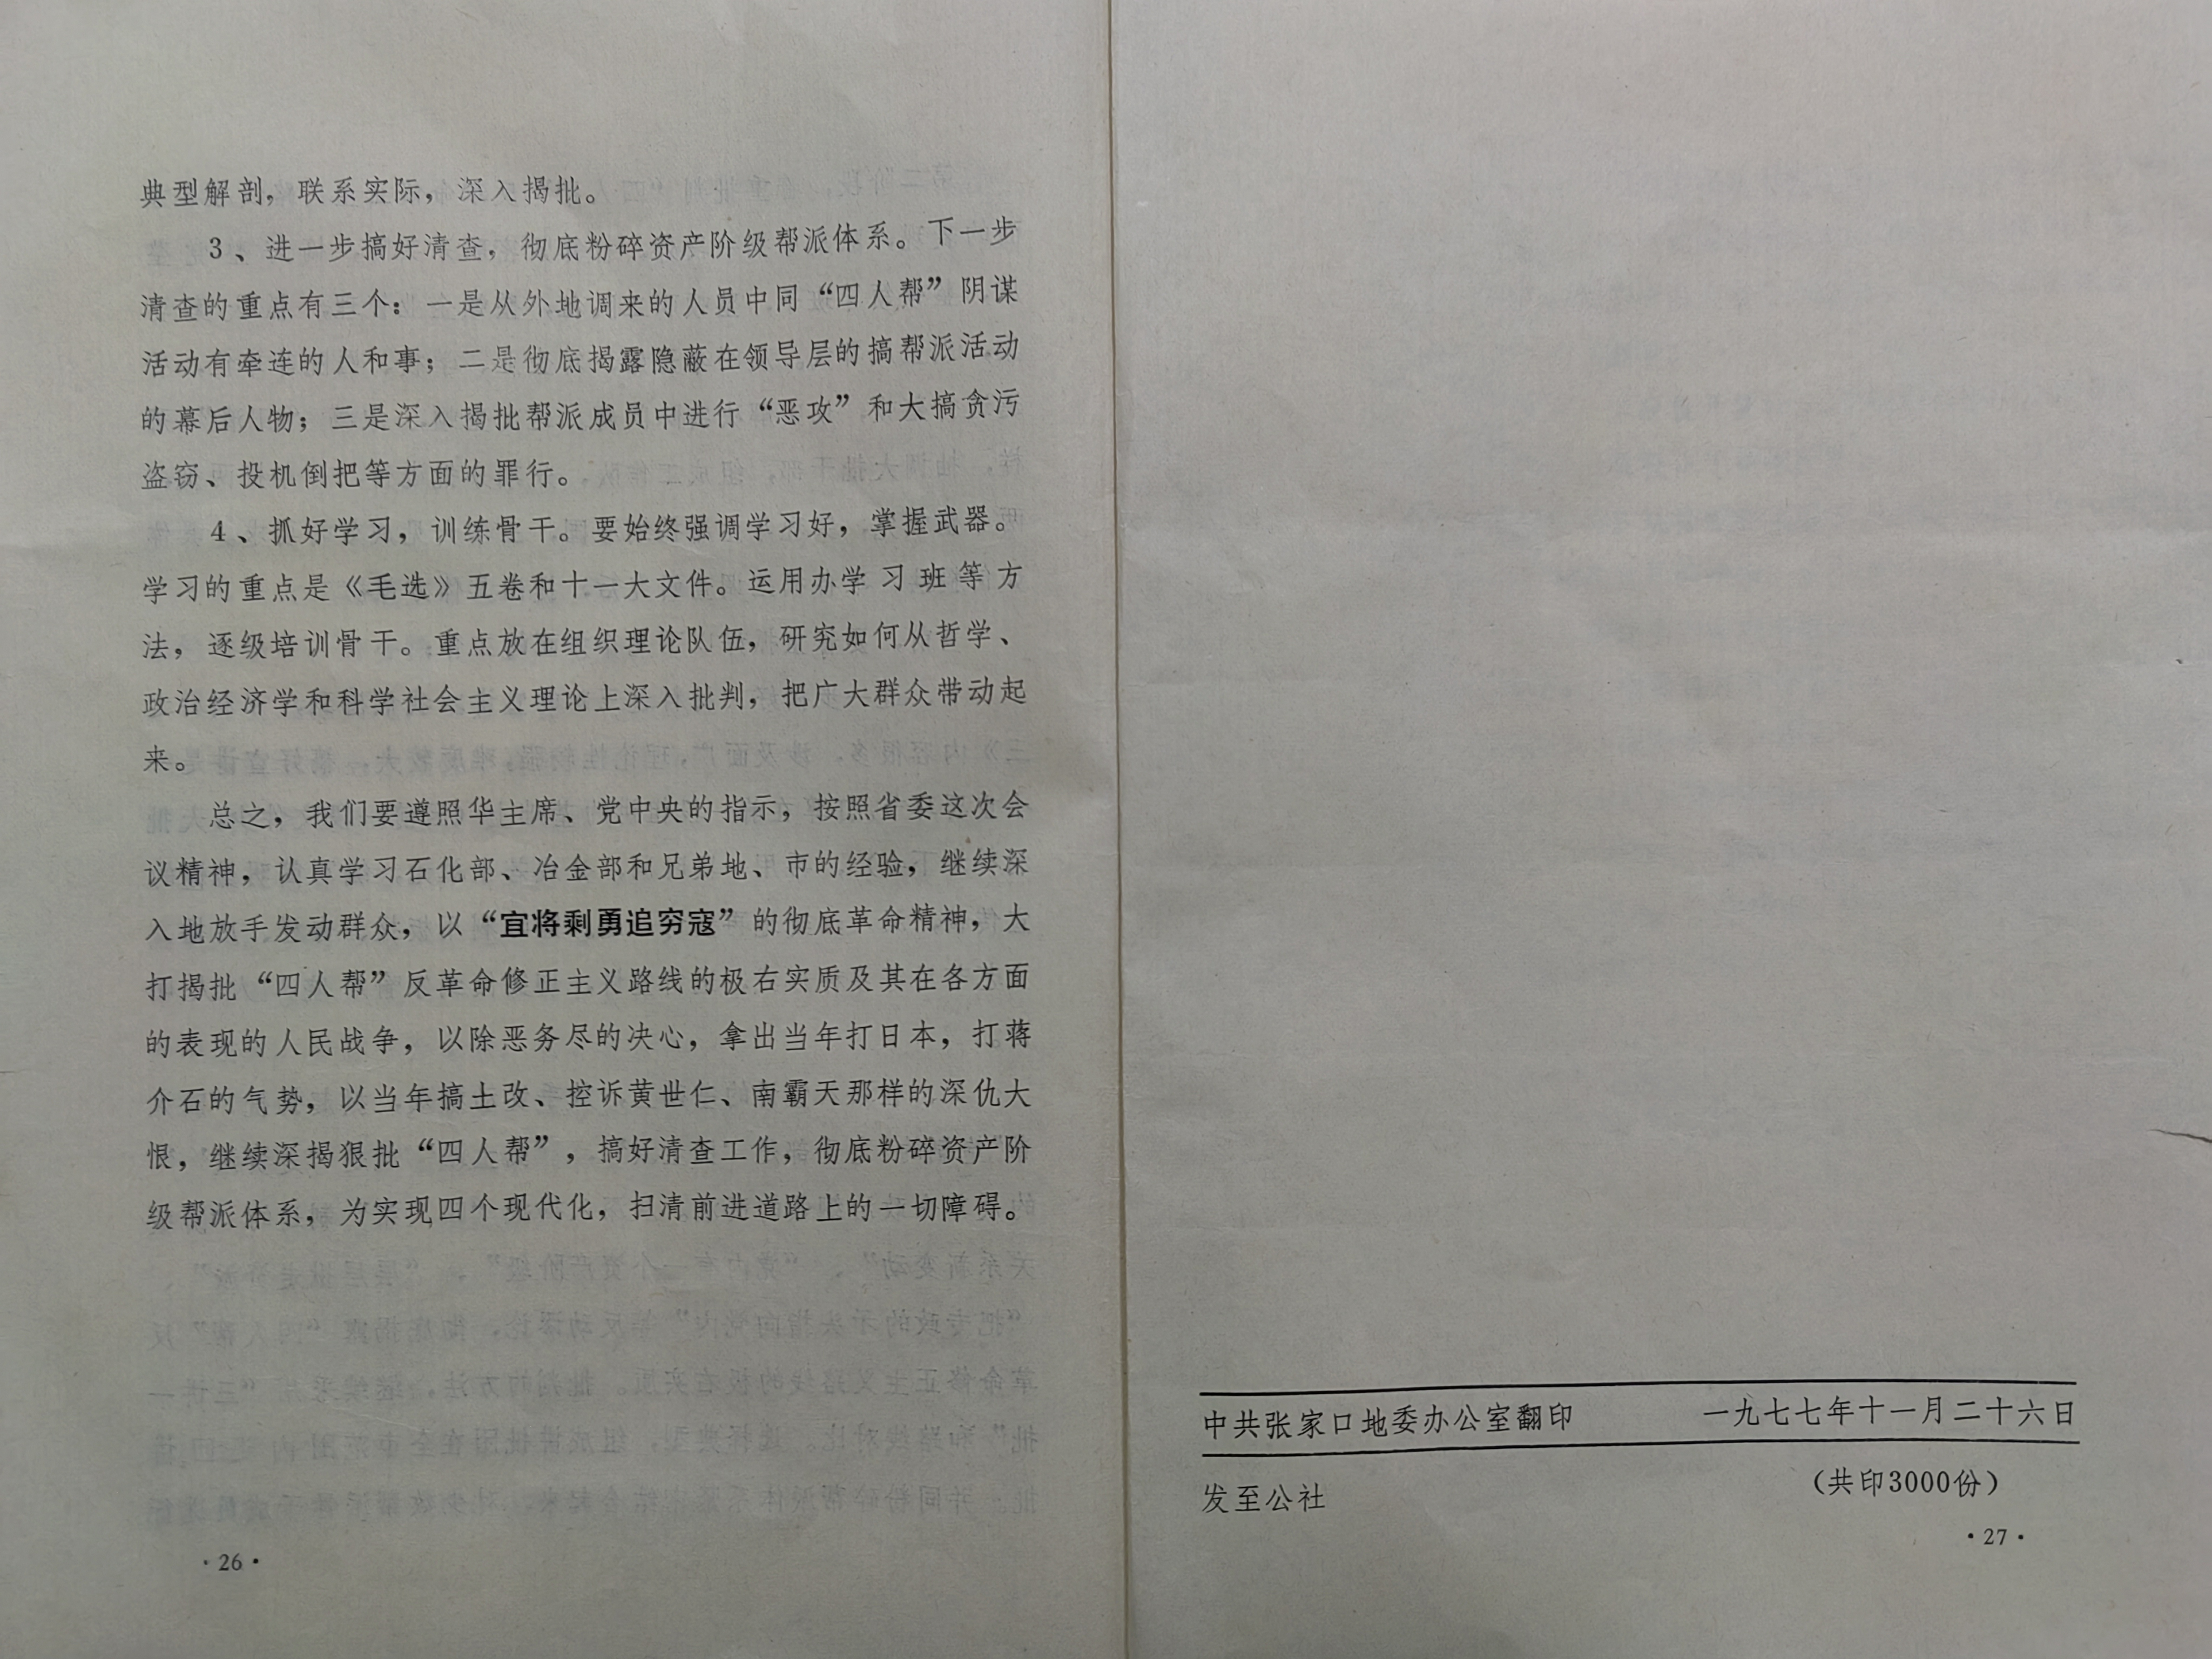 典型解剖，联系实际，深入揭批。
3、进一步搞好清查，彻底粉碎资产阶级帮派体系。下一步
清查的重点有三个：一是从外地调来的人员中同“四人帮”阴谋
活动有牵连的人和事；二是彻底揭露隐蔽在领导层的搞帮派活动
的幕后人物；三是深入揭批帮派成员中进行“恶攻”和大搞贪污
盗窃、投机倒把等方面的罪行。
4、抓好学习，训练骨干。要始终强调学习好，掌握武器。
学习的重点是《毛选》五卷和十一大文件。运用办学习班等方
法，逐级培训骨干。重点放在组织理论队伍，研究如何从哲学、
政治经济学和科学社会主义理论上深入批判，把广大群众带动起
来。
总之，我们要遵照华主席、党中央的指示，按照省委这次会
议精神，认真学习石化部、冶金部和兄弟地、市的经验，继续深
入地放手发动群众，以“宜将剩勇追穷寇”的彻底革命精神，大
打揭批“四人帮”反革命修正主义路线的极右实质及其在各方面
的表现的人民战争，以除恶务尽的决心，拿出当年打日本，打蒋
介石的气势，以当年搞土改、控诉黄世仁、南霸天那样的深仇大
恨，继续深揭狠批“四人帮”，搞好清查工作，彻底粉碎资产阶
级帮派体系，为实现四个现代化，扫清前进道路上的一切障碍。
·26·
中共张家口地委办公室翻印 一九七七年十一月二十六日
发至公社 （共印3000份）
·27·